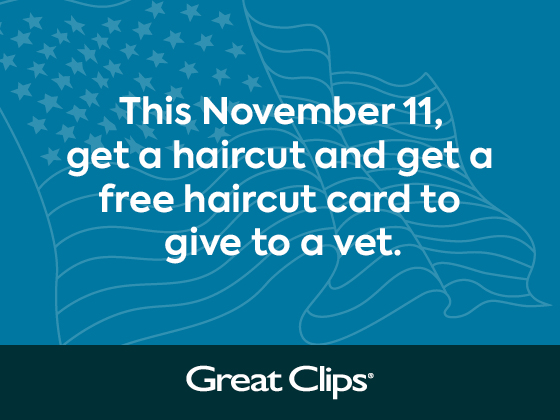 This November 11,
get a haircut and get a
free haircut card to
give to a vet.
Great Clips®